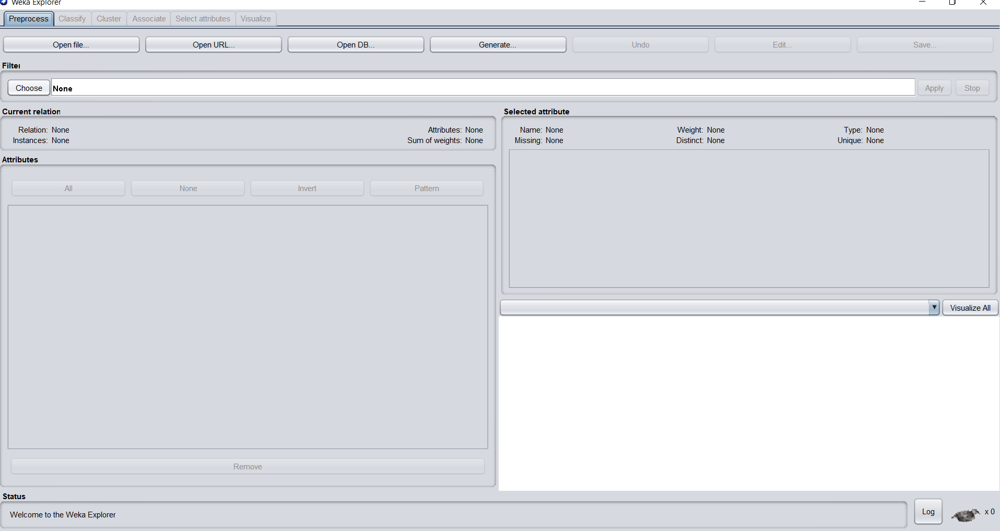 Weka Explorer
Preprocess Classify Cluster Associate Select attributes Visualize
Open file... Open URL... Open DB... Generate... Undo Edit... Save...
Filter
Choose None Apply Stop
Current relation
Relation: None Attributes: None
Instances: None Sum of weights: None
Selected attribute
Name: None Weight: None Type: None
Missing: None Distinct: None Unique: None
Attributes
All None Invert Pattern
Visualize All
Remove
Status
Welcome to the Weka Explorer
Log x 0